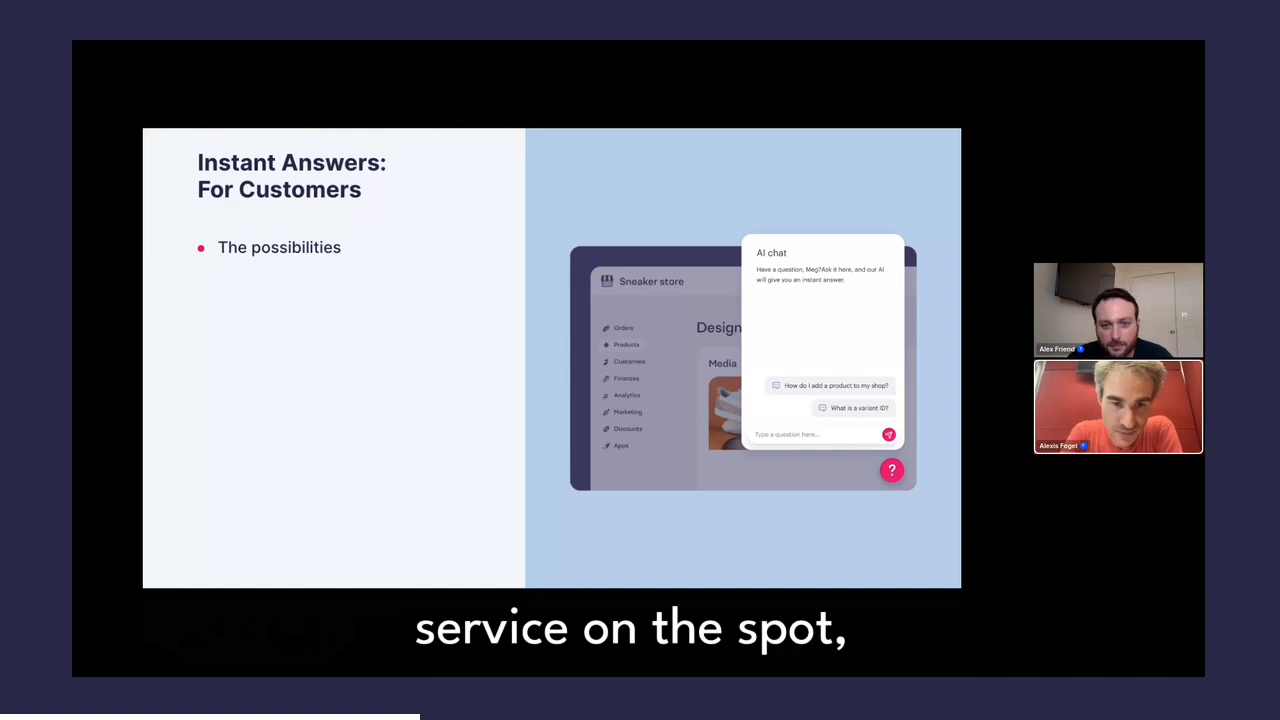 Instant Answers:
For Customers
The possibilities
Sneaker store
Orders
Products
Customers
Finances
Analytics
Marketing
Discounts
Apps
Design
Media
AI chat
Have a question, Meg?Ask it here, and our AI
will give you an instant answer.
How do I add a product to my shop?
What is a variant ID?
Type a question here...
?
Alex Friend
Alexis Fogel
service on the spot,